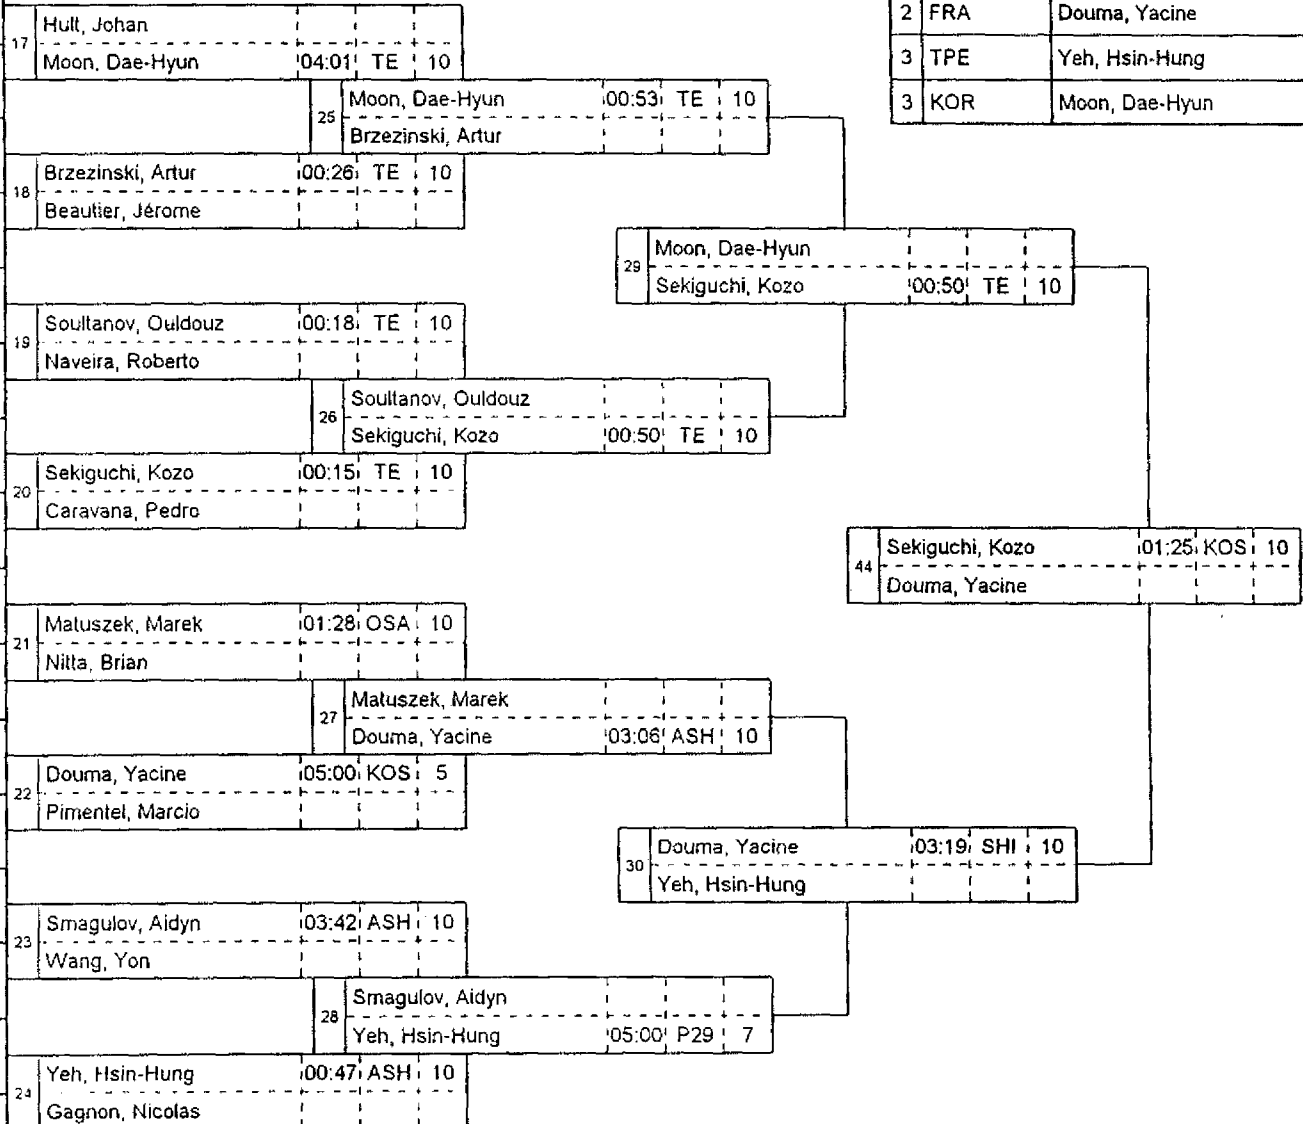 2 FRA Douma, Yacine
3 TPE Yeh, Hsin-Hung
3 KOR Moon, Dae-Hyun
17 Hult, Johan
Moon, Dae-Hyun 04:01 TE 10
25 Moon, Dae-Hyun 00:53 TE 10
Brzezinski, Artur
18 Brzezinski, Artur 00:26 TE 10
Beautier, Jérome
29 Moon, Dae-Hyun
Sekiguchi, Kozo 00:50 TE 10
19 Soultanov, Ouldouz 00:18 TE 10
Naveira, Roberto
26 Soultanov, Ouldouz
Sekiguchi, Kozo 00:50 TE 10
20 Sekiguchi, Kozo 00:15 TE 10
Caravana, Pedro
44 Sekiguchi, Kozo 01:25 KOS 10
Douma, Yacine
21 Matuszek, Marek 01:28 OSA 10
Nitta, Brian
27 Matuszek, Marek
Douma, Yacine 03:06 ASH 10
22 Douma, Yacine 05:00 KOS 5
Pimentel, Marcio
30 Douma, Yacine 03:19 SHI 10
Yeh, Hsin-Hung
23 Smagulov, Aidyn 03:42 ASH 10
Wang, Yon
28 Smagulov, Aidyn
Yeh, Hsin-Hung 05:00 P29 7
24 Yeh, Hsin-Hung 00:47 ASH 10
Gagnon, Nicolas